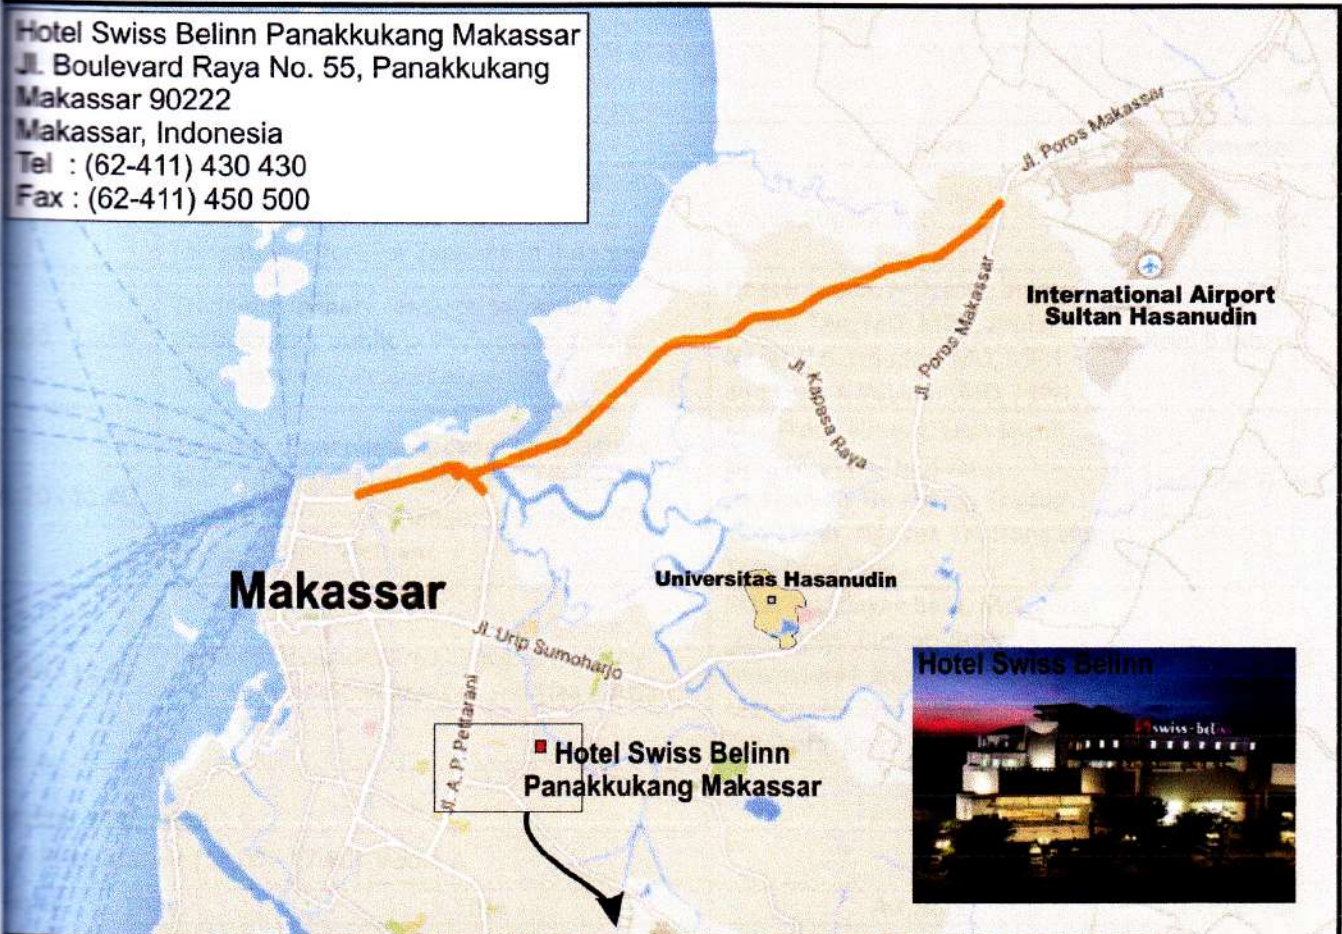 Hotel Swiss Belinn Panakkukang Makassar
Jl. Boulevard Raya No. 55, Panakkukang
Makassar 90222
Makassar, Indonesia
Tel : (62-411) 430 430
Fax : (62-411) 450 500
Jl. Poros Makassar
International Airport
Sultan Hasanudin
Jl. Poros Makassar
Jl. Kapasa Raya
Makassar
Universitas Hasanudin
Jl. Urip Sumoharjo
Jl. A. P. Pettarani
Hotel Swiss Belinn
Panakkukang Makassar
Hotel Swiss Belinn
swiss-belinn